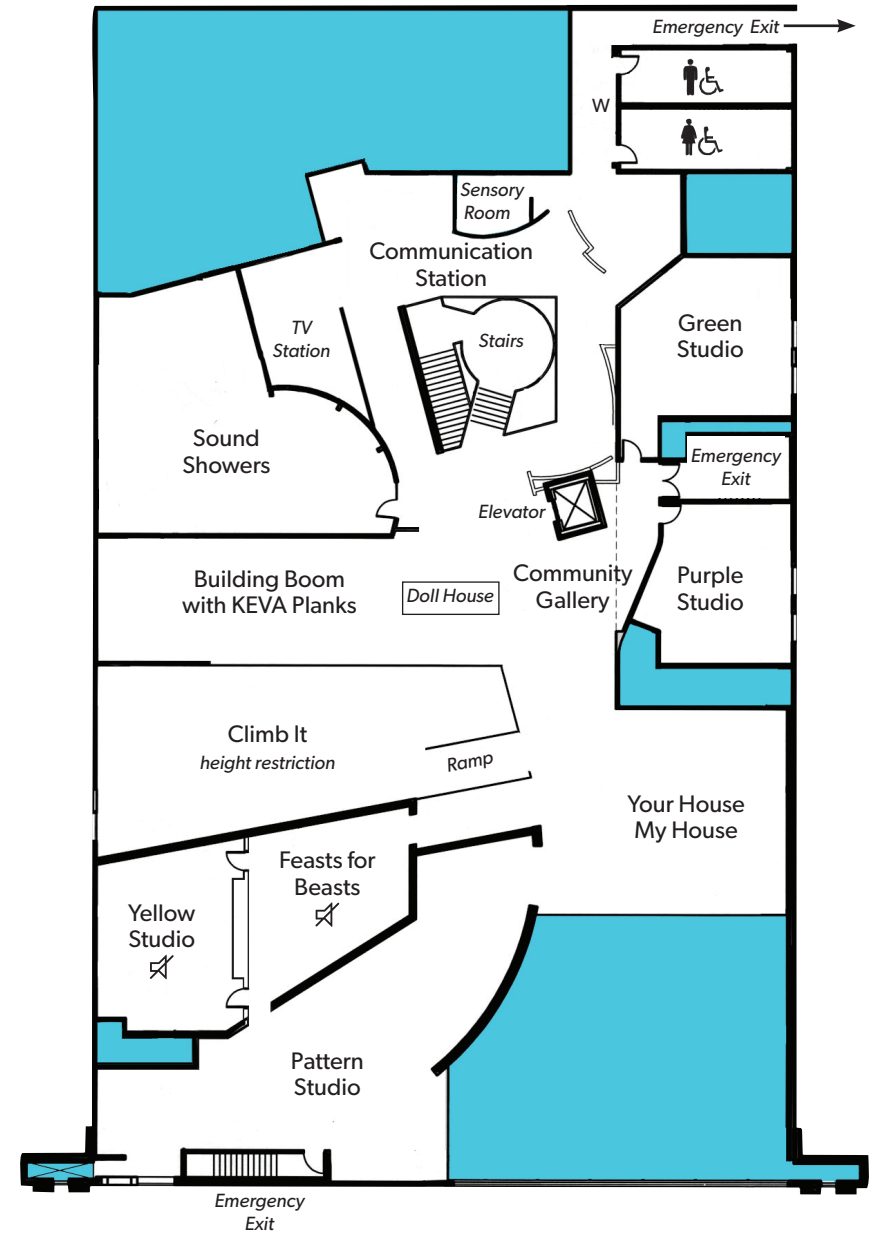 Emergency Exit
W
Sensory
Room
Communication
Station
TV
Station
Stairs
Green
Studio
Sound
Showers
Emergency
Exit
Elevator
Building Boom
with KEVA Planks
Doll House
Community
Gallery
Purple
Studio
Climb It
height restriction
Ramp
Your House
My House
Feasts for
Beasts
Yellow
Studio
Pattern
Studio
Emergency
Exit